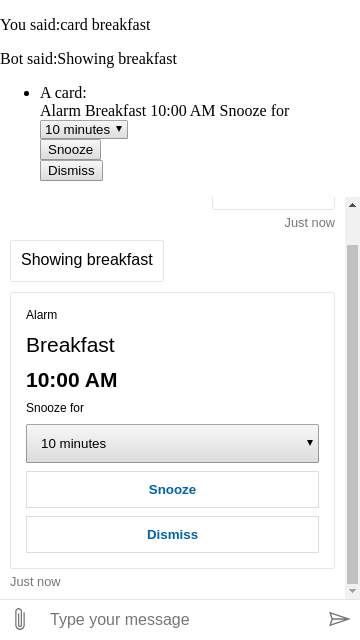 You said:card breakfast
Bot said:Showing breakfast
A card:
Alarm Breakfast 10:00 AM Snooze for
10 minutes
Snooze
Dismiss
Just now
Showing breakfast
Alarm
Breakfast
10:00 AM
Snooze for
10 minutes
Snooze
Dismiss
Just now
Type your message